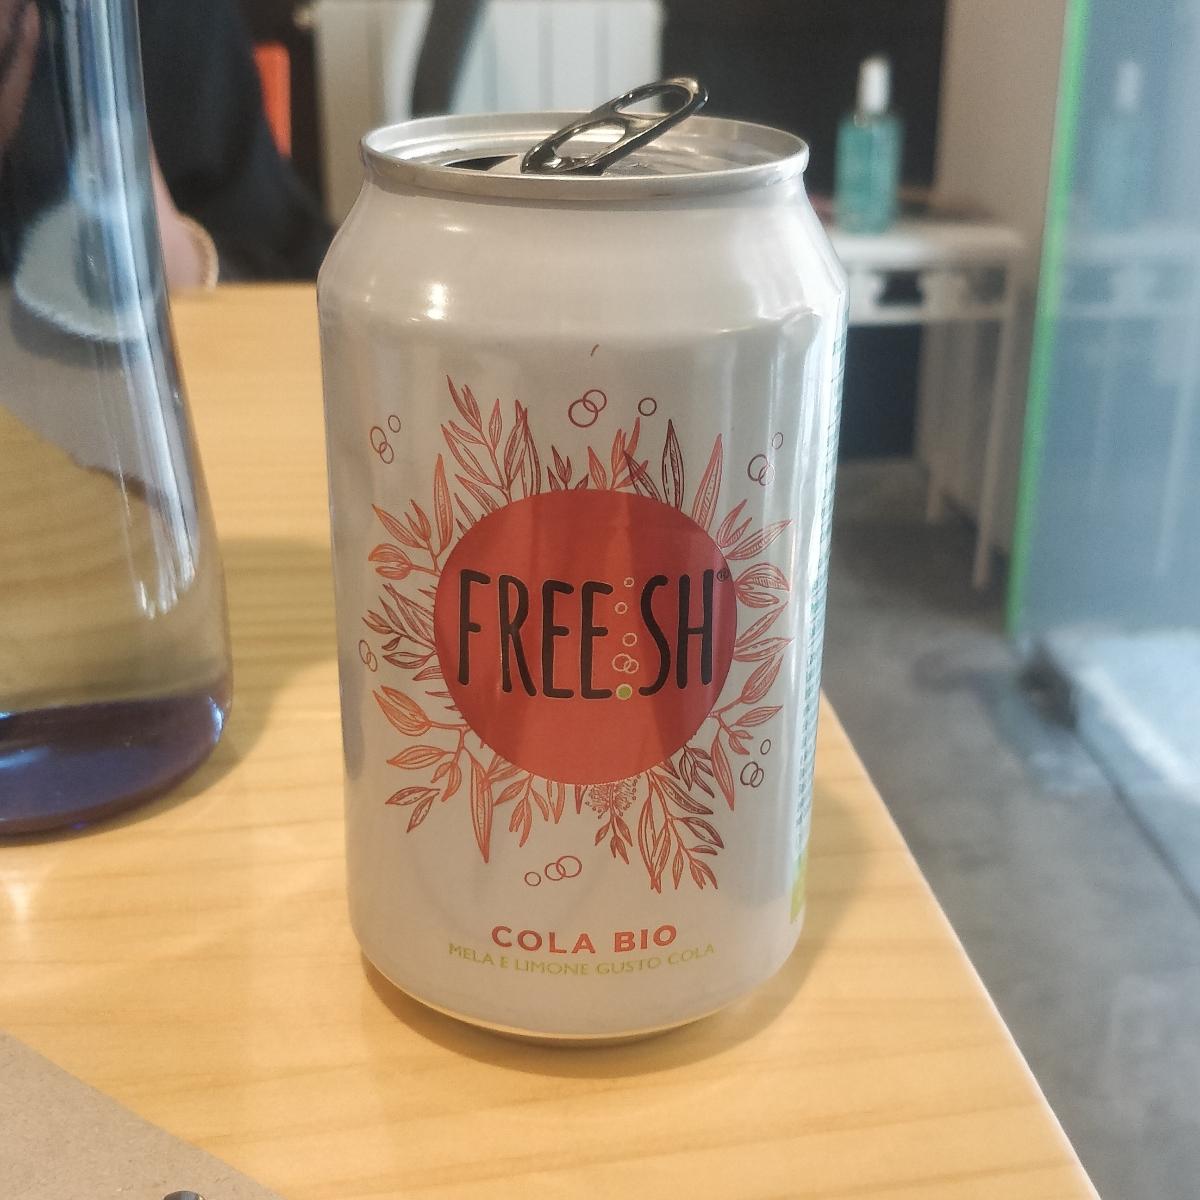 FREE.SH®
COLA BIO
MELA E LIMONE GUSTO COLA